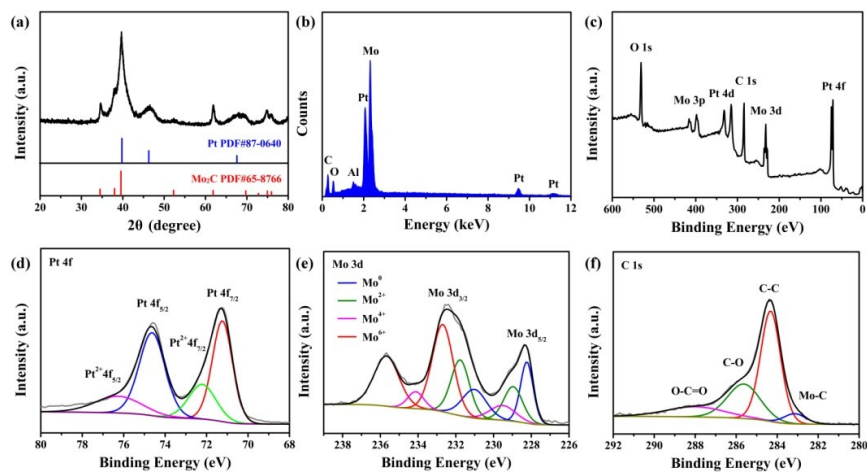 (a)
Intensity (a.u.)
Pt PDF#87-0640
Mo₂C PDF#65-8766
20 30 40 50 60 70 80
2θ (degree)
(b)
Counts
C
O
Al
Pt
Mo
Pt
Pt
0 2 4 6 8 10 12
Energy (keV)
(c)
Intensity (a.u.)
O 1s
Mo 3p
Pt 4d
C 1s
Mo 3d
Pt 4f
600 500 400 300 200 100 0
Binding Energy (eV)
(d)
Pt 4f
Intensity (a.u.)
Pt²⁺4f₅/₂
Pt 4f₅/₂
Pt²⁺4f₇/₂
Pt 4f₇/₂
80 78 76 74 72 70 68
Binding Energy (eV)
(e)
Mo 3d
Intensity (a.u.)
Mo⁰
Mo²⁺
Mo⁴⁺
Mo⁶⁺
Mo 3d₃/₂
Mo 3d₅/₂
238 236 234 232 230 228 226
Binding Energy (eV)
(f)
C 1s
Intensity (a.u.)
O-C=O
C-O
C-C
Mo-C
292 290 288 286 284 282 280
Binding Energy (eV)